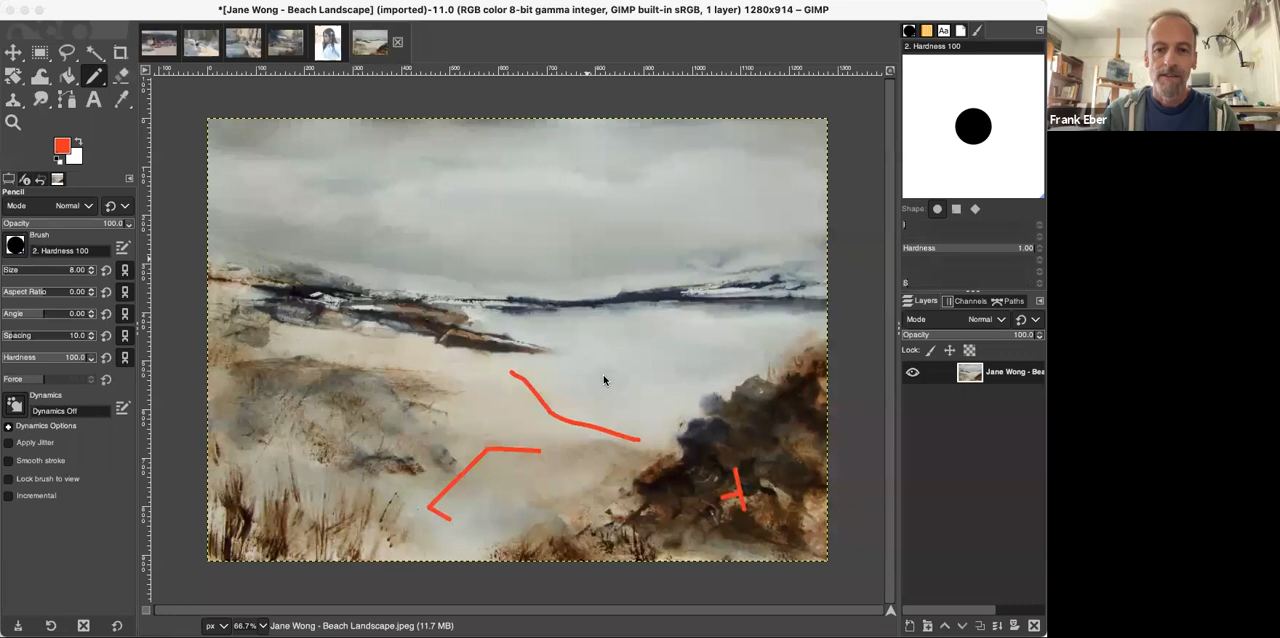 *[Jane Wong - Beach Landscape] (imported)-11.0 (RGB color 8-bit gamma integer, GIMP built-in sRGB, 1 layer) 1280x914 – GIMP
Aa
2. Hardness 100
Frank Eber
Pencil
Mode Normal
Opacity 100.0
Brush
2. Hardness 100
Size 8.00
Aspect Ratio 0.00
Angle 0.00
Spacing 10.0
Hardness 100.0
Force
Dynamics
Dynamics Off
Dynamics Options
Apply Jitter
Smooth stroke
Lock brush to view
Incremental
Shape:
Hardness 1.00
Layers Channels Paths
Mode Normal
Opacity 100.0
Lock:
Jane Wong - Bea
px 66.7% Jane Wong - Beach Landscape.jpeg (11.7 MB)